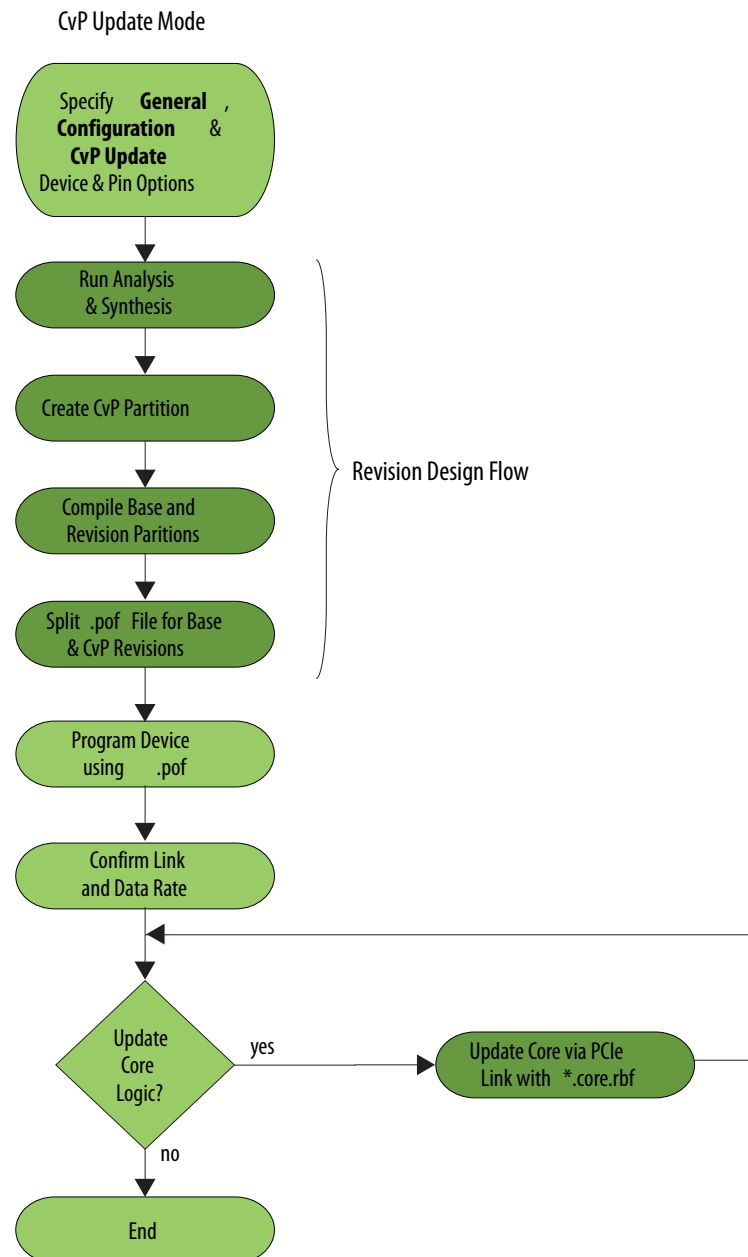 CvP Update Mode
Specify General ,
Configuration &
CvP Update
Device & Pin Options
Run Analysis
& Synthesis
Create CvP Partition
Compile Base and
Revision Paritions
Split .pof File for Base
& CvP Revisions
Revision Design Flow
Program Device
using .pof
Confirm Link
and Data Rate
Update
Core
Logic?
yes
Update Core via PCIe
Link with *.core.rbf
no
End